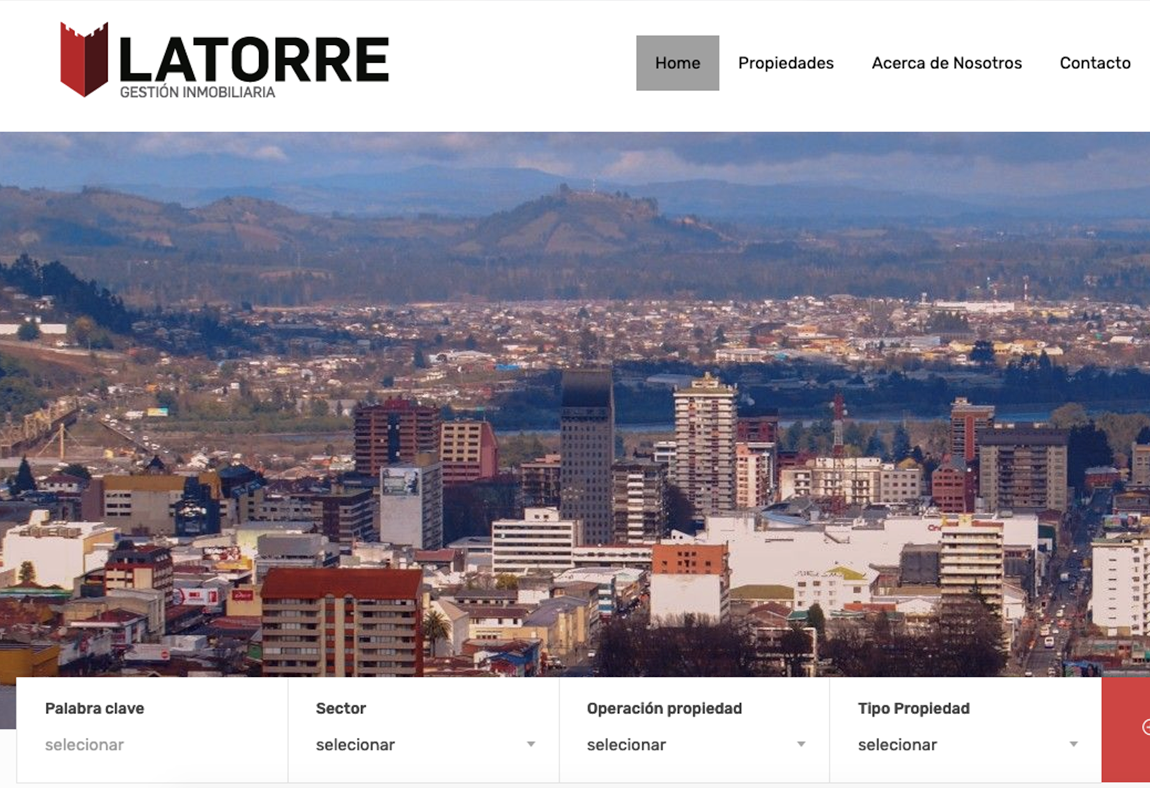 LATORRE
GESTIÓN INMOBILIARIA
Home Propiedades Acerca de Nosotros Contacto
Palabra clave Sector Operación propiedad Tipo Propiedad
selecionar selecionar selecionar selecionar